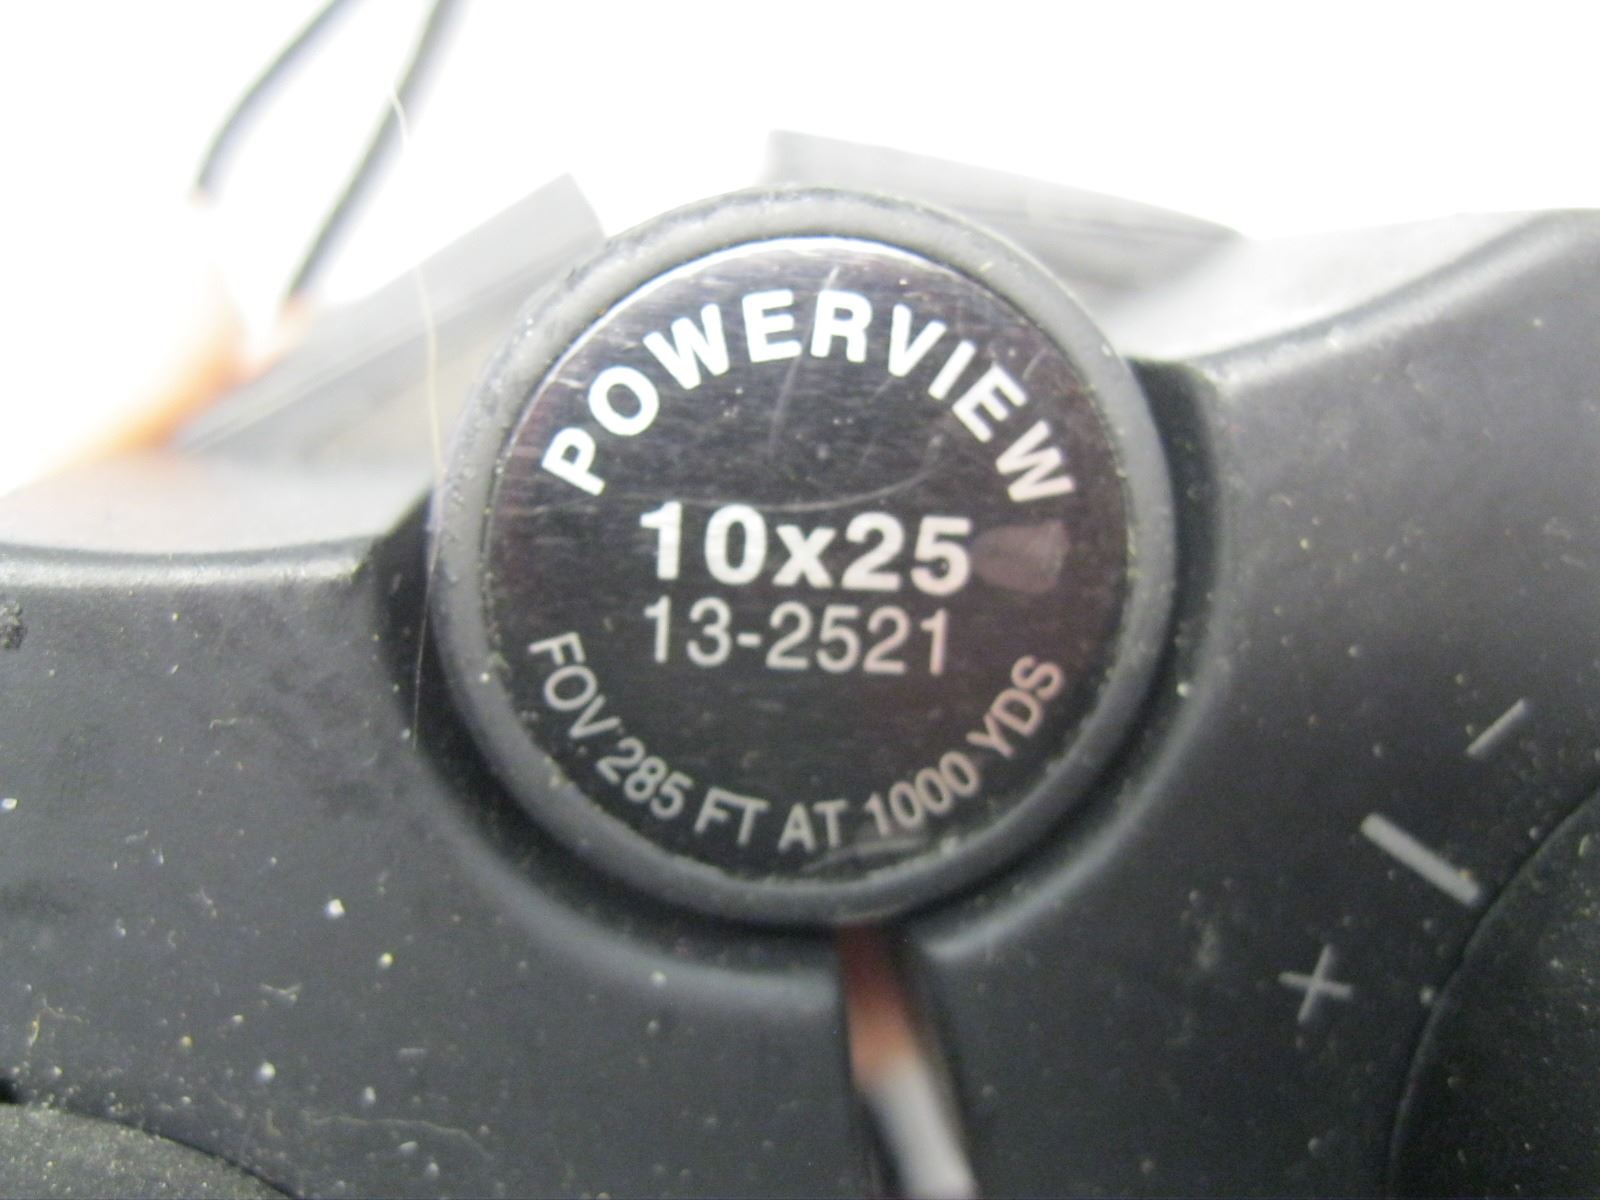 POWERVIEW
10x25
13-2521
FOV 285 FT AT 1000 YDS
- +